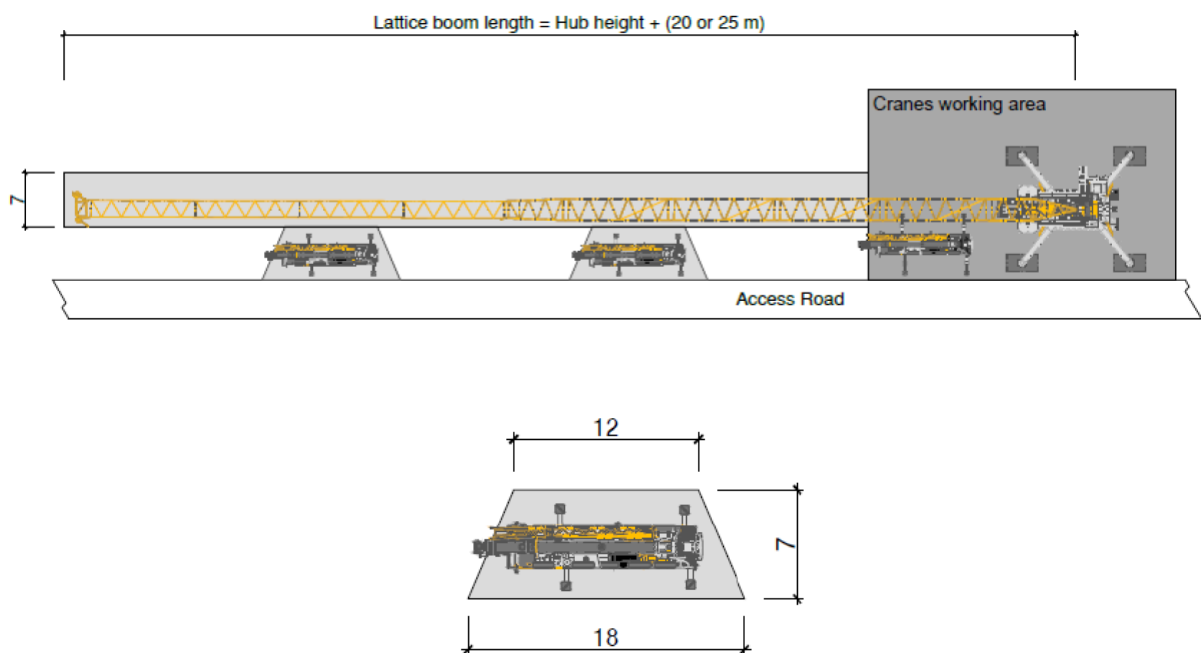 Lattice boom length = Hub height + (20 or 25 m)
Cranes working area
7
Access Road
12
7
18